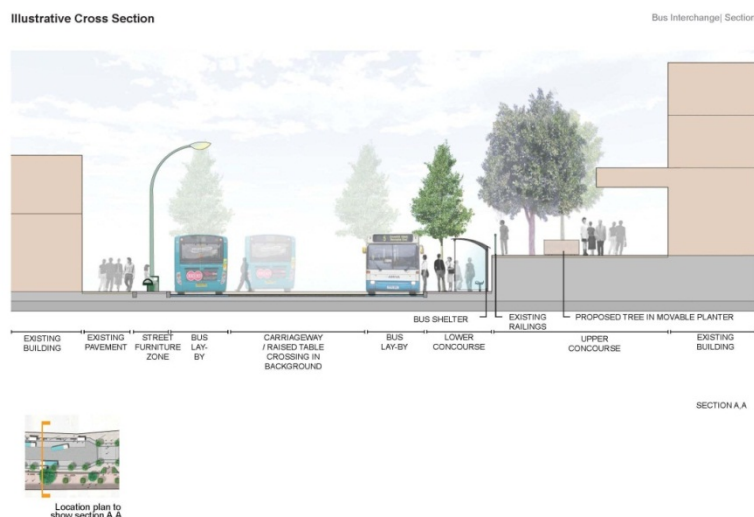 Illustrative Cross Section
Bus Interchange| Section
BUS SHELTER
EXISTING
RAILINGS
PROPOSED TREE IN MOVABLE PLANTER
EXISTING
BUILDING
EXISTING
PAVEMENT
STREET
FURNITURE
ZONE
BUS
LAY-
BY
CARRIAGEWAY
/ RAISED TABLE
CROSSING IN
BACKGROUND
BUS
LAY-BY
LOWER
CONCOURSE
UPPER
CONCOURSE
EXISTING
BUILDING
SECTION A,A
Location plan to
show section A,A